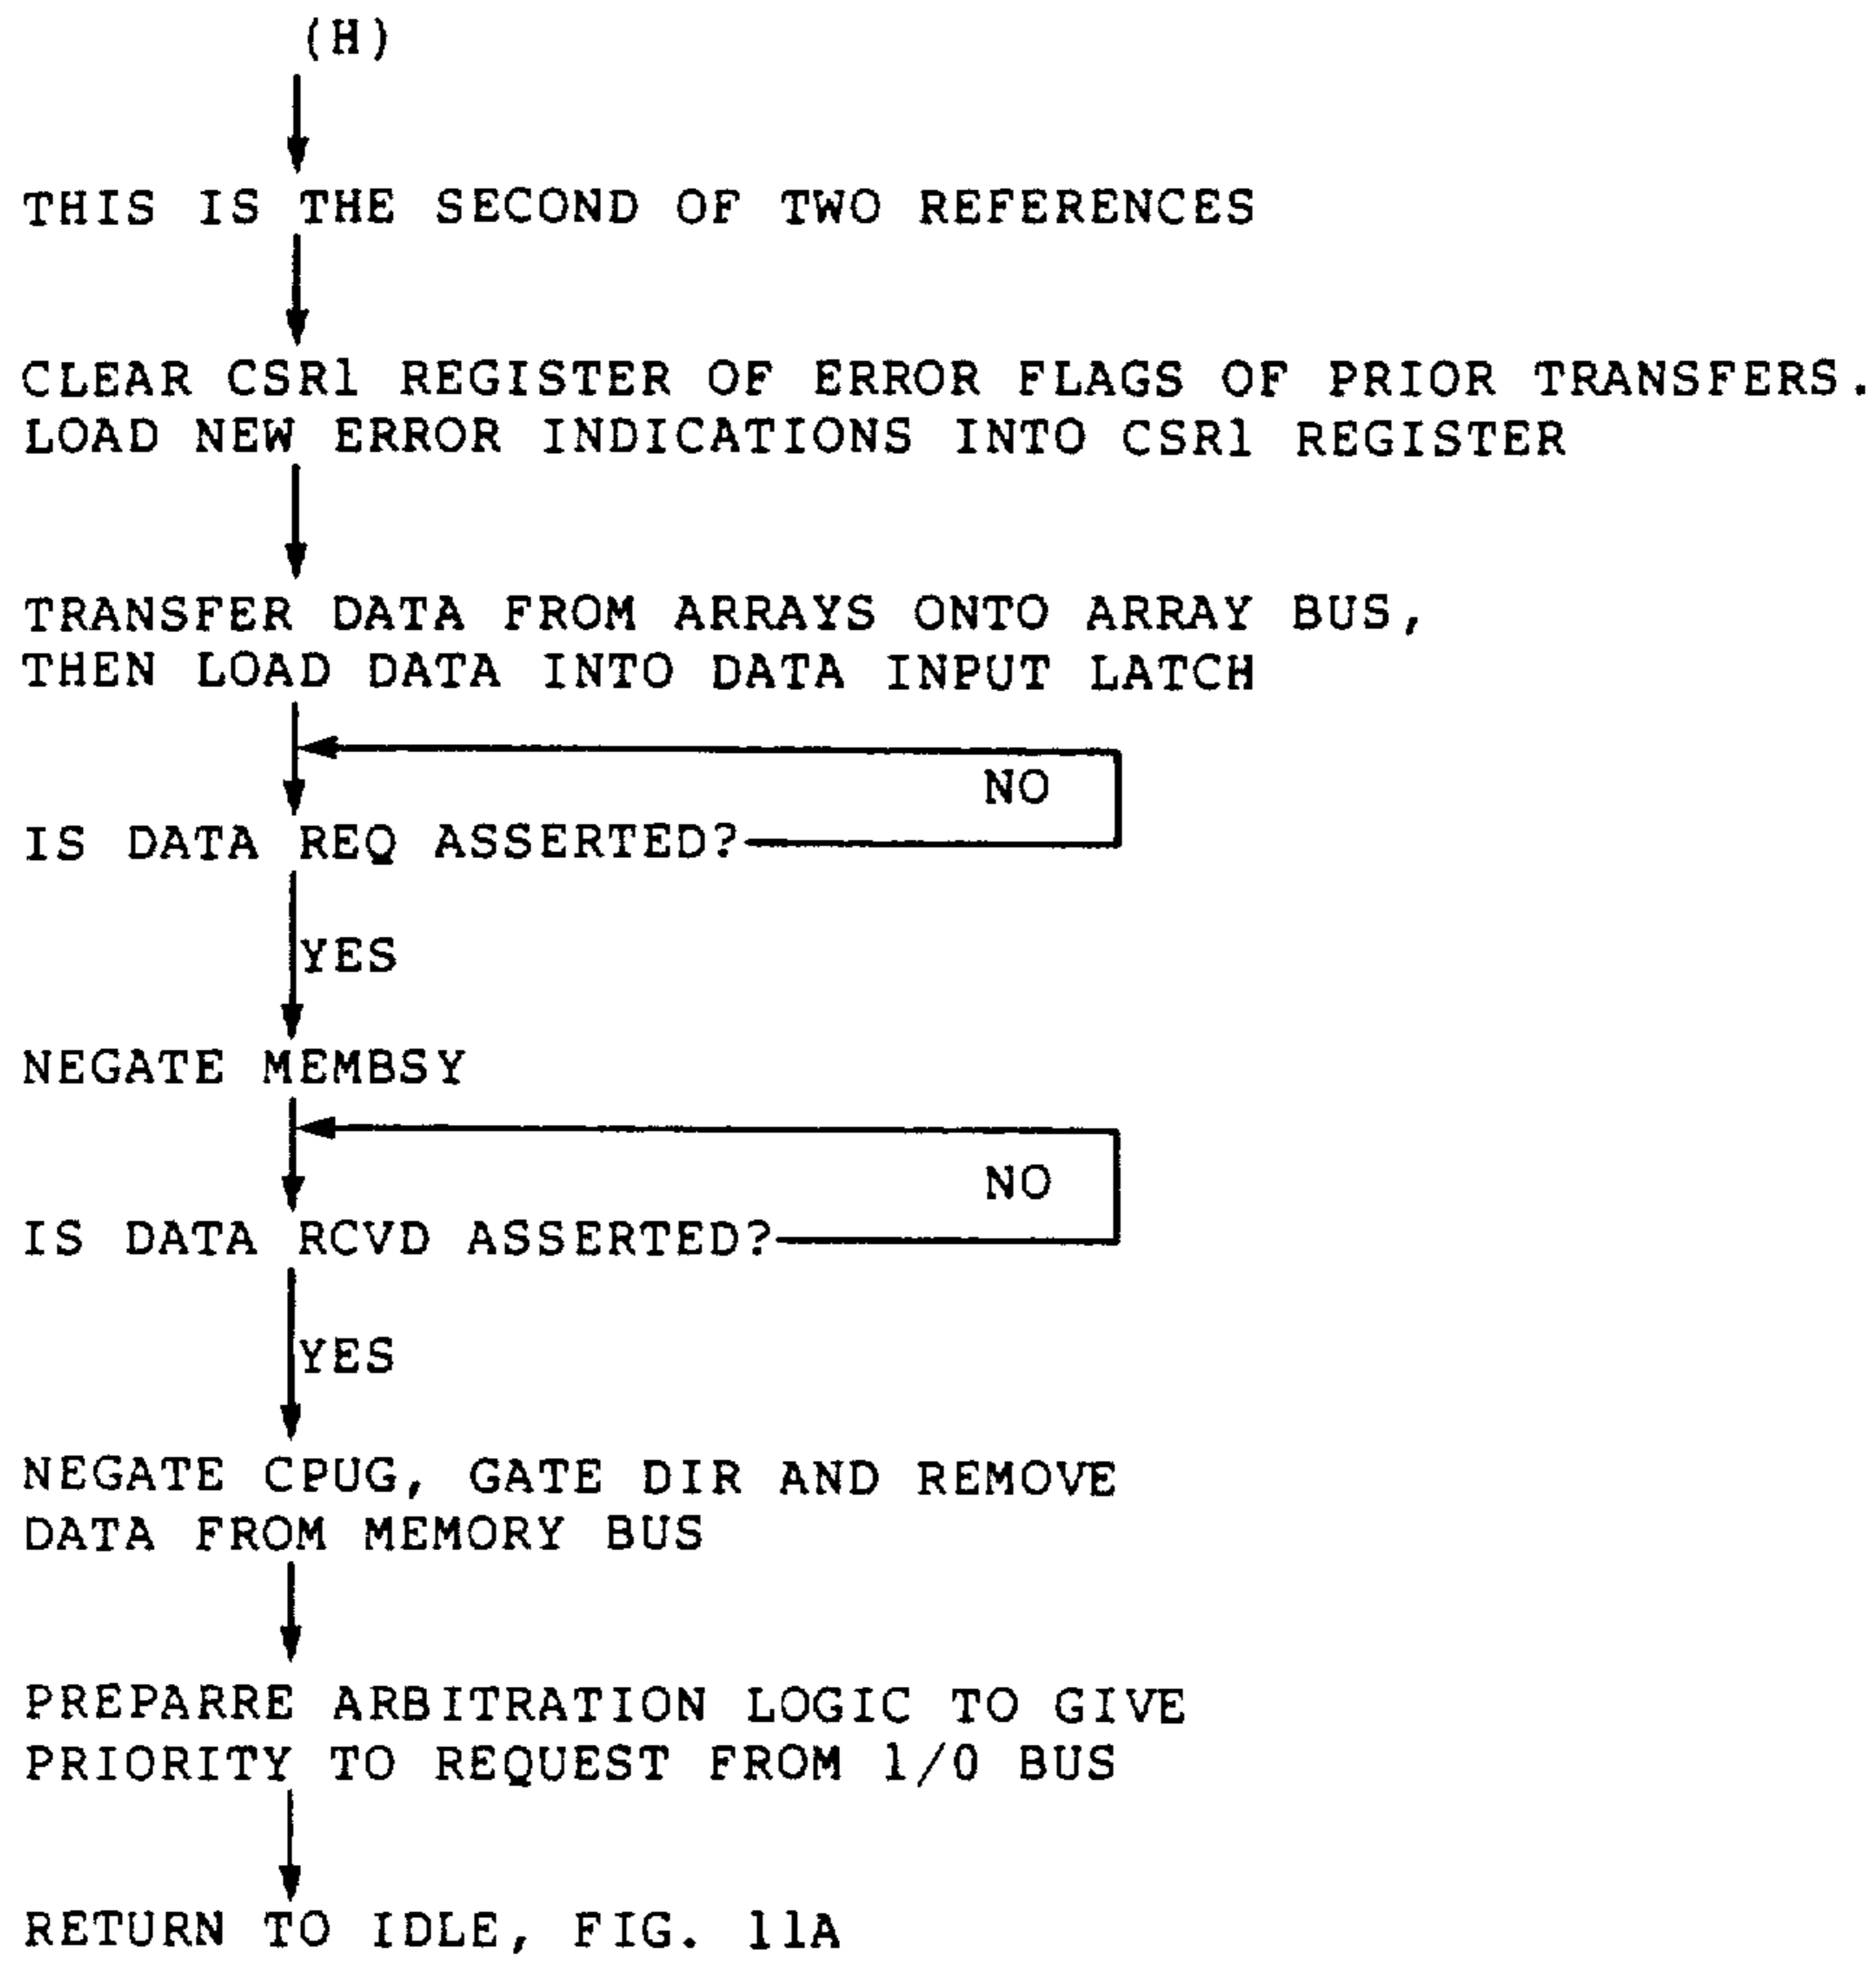 (H)
THIS IS THE SECOND OF TWO REFERENCES
CLEAR CSR1 REGISTER OF ERROR FLAGS OF PRIOR TRANSFERS.
LOAD NEW ERROR INDICATIONS INTO CSR1 REGISTER
TRANSFER DATA FROM ARRAYS ONTO ARRAY BUS,
THEN LOAD DATA INTO DATA INPUT LATCH
NO
IS DATA REQ ASSERTED?
YES
NEGATE MEMBSY
NO
IS DATA RCVD ASSERTED?
YES
NEGATE CPUG, GATE DIR AND REMOVE
DATA FROM MEMORY BUS
PREPARRE ARBITRATION LOGIC TO GIVE
PRIORITY TO REQUEST FROM 1/0 BUS
RETURN TO IDLE, FIG. 11A